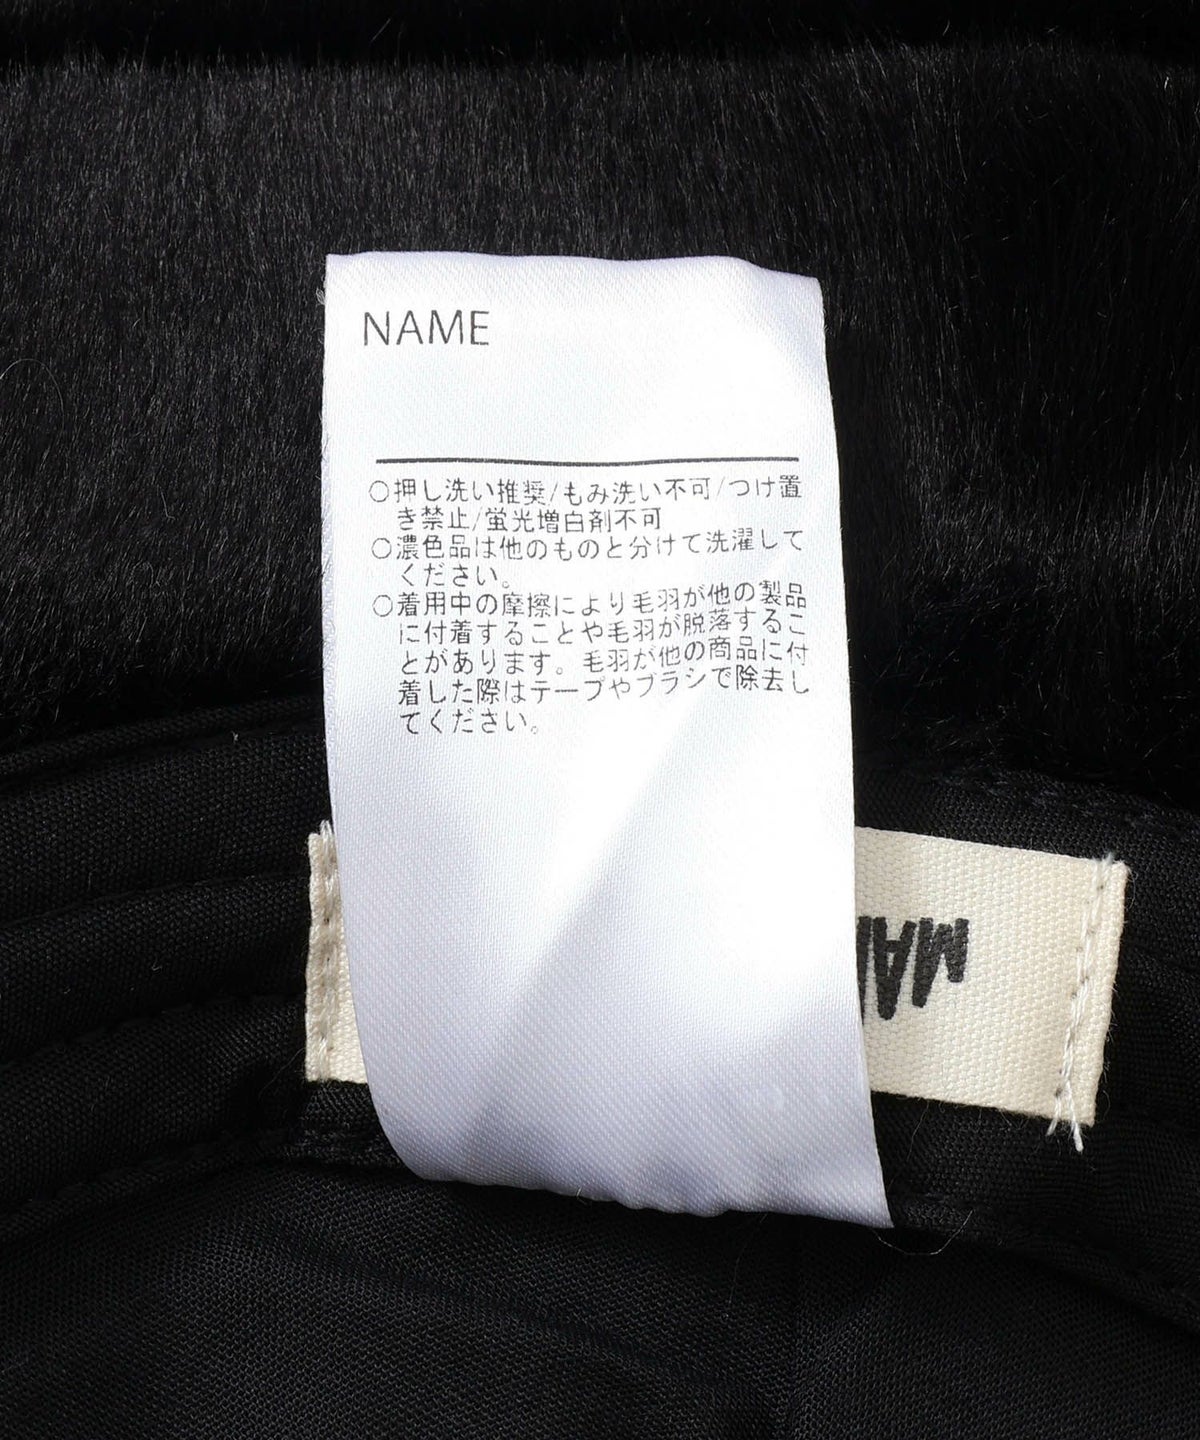 NAME
○押し洗い推奨/もみ洗い不可/つけ置
き禁止/蛍光増白剤不可
○濃色品は他のものと分けて洗濯して
ください。
○着用中の摩擦により毛羽が他の製品
に付着することや毛羽が脱落するこ
とがあります。毛羽が他の商品に付
着した際はテープやブラシで除去し
てください。